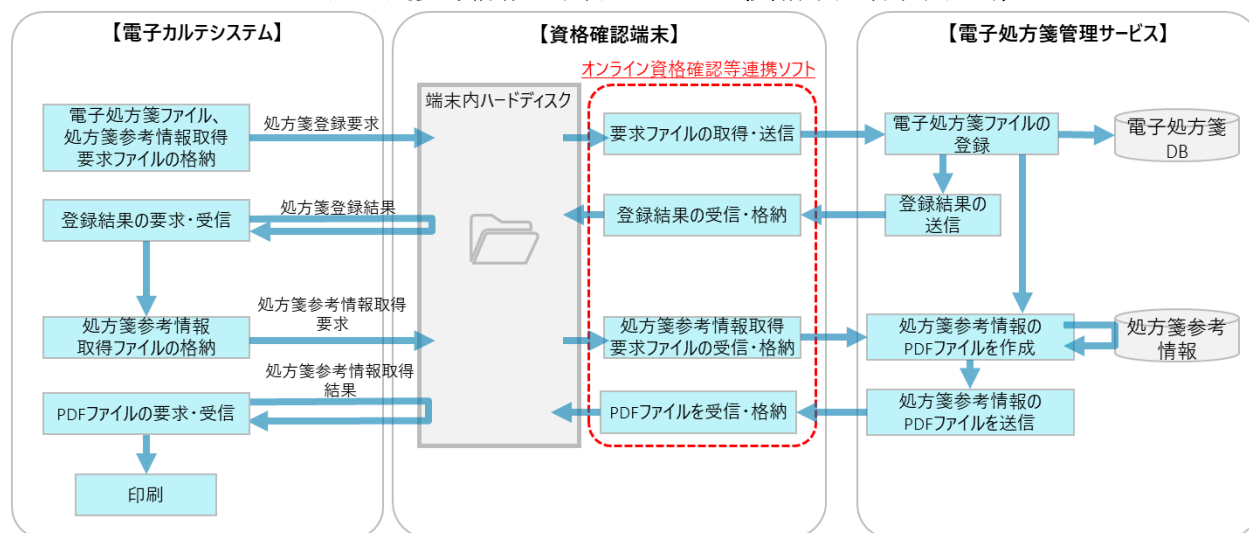 【電子カルテシステム】
【資格確認端末】
【電子処方箋管理サービス】
オンライン資格確認等連携ソフト
端末内ハードディスク
電子処方箋ファイル、
処方箋参考情報取得
要求ファイルの格納
処方箋登録要求
要求ファイルの取得・送信
電子処方箋ファイルの
登録
電子処方箋
DB
登録結果の要求・受信
処方箋登録結果
登録結果の受信・格納
登録結果の
送信
処方箋参考情報
取得ファイルの格納
処方箋参考情報取得
要求
処方箋参考情報取得
要求ファイルの受信・格納
処方箋参考情報の
PDFファイルを作成
処方箋参考
情報
PDFファイルの要求・受信
処方箋参考情報取得
結果
PDFファイルを受信・格納
処方箋参考情報の
PDFファイルを送信
印刷